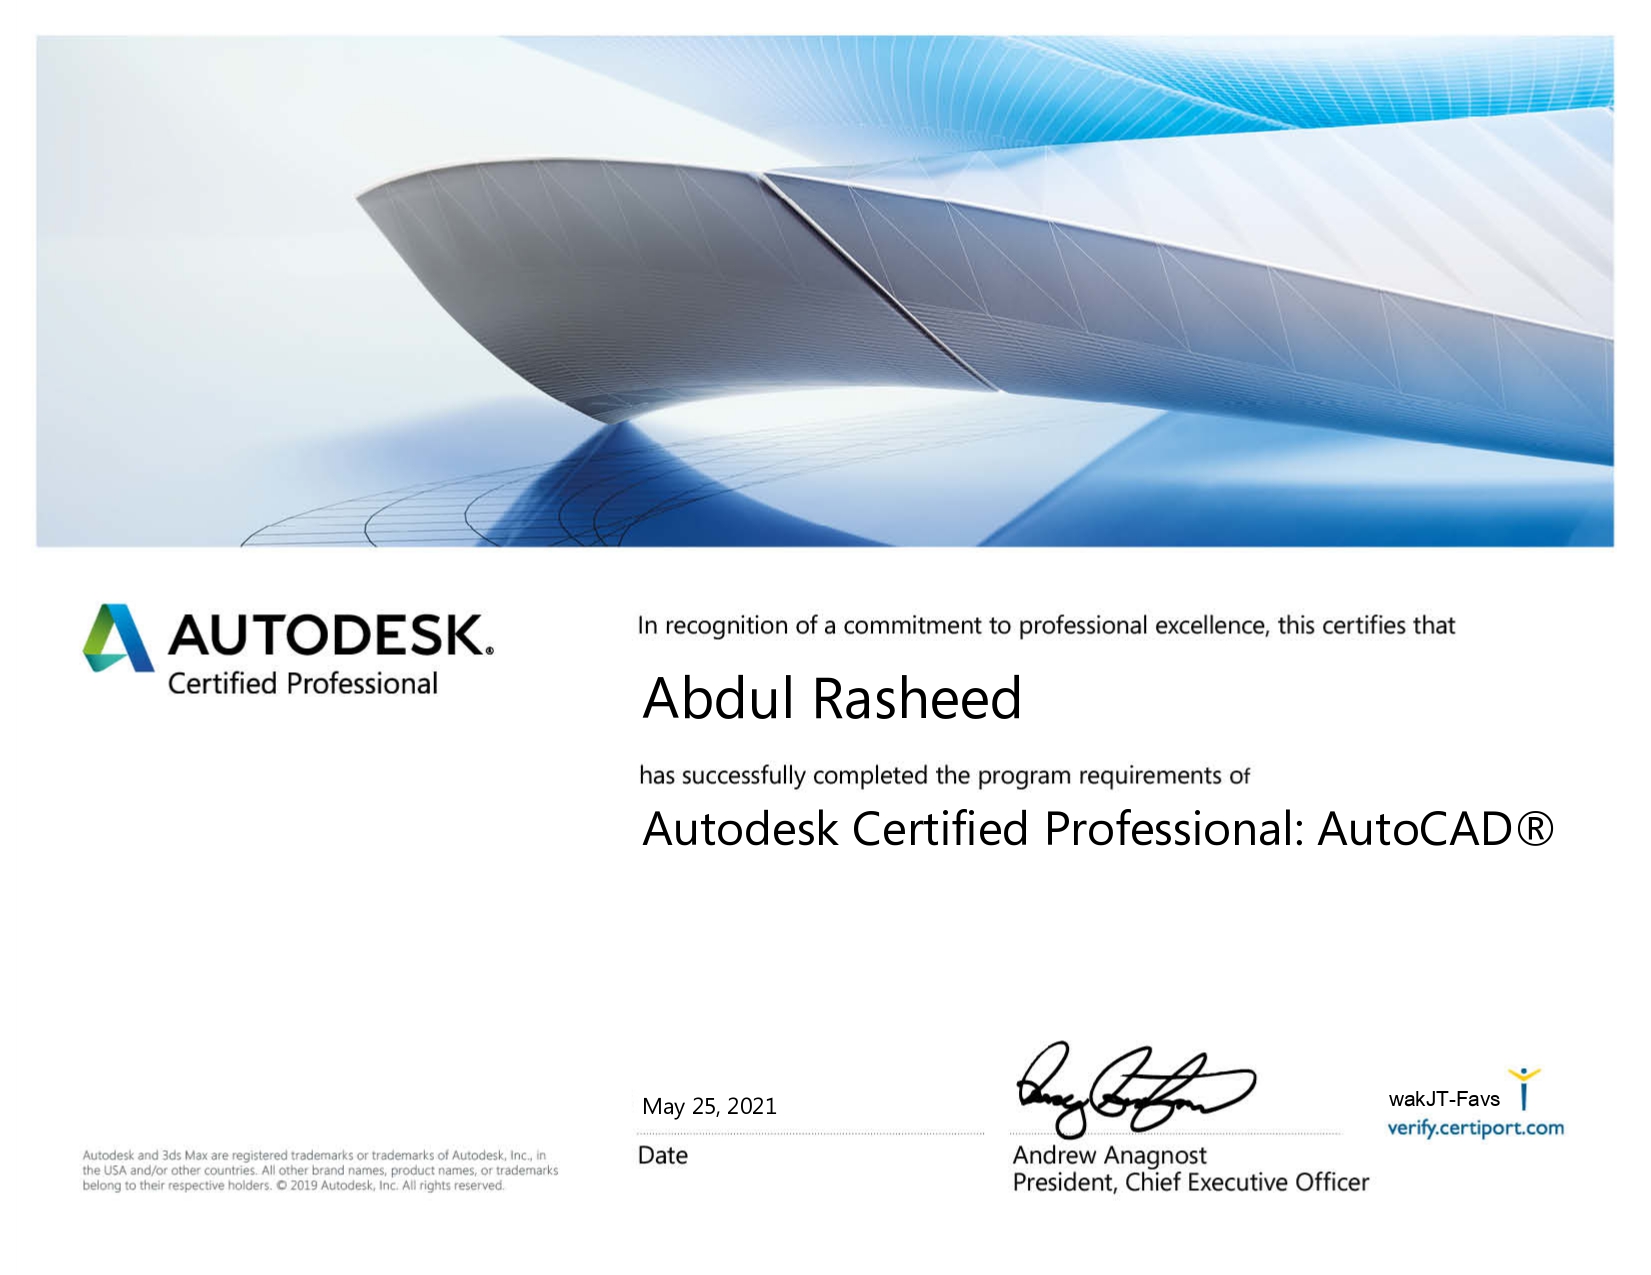 AUTODESK®
Certified Professional
In recognition of a commitment to professional excellence, this certifies that
Abdul Rasheed
has successfully completed the program requirements of
Autodesk Certified Professional: AutoCAD®
May 25, 2021
Date
Andrew Anagnost
President, Chief Executive Officer
wakJT-Favs
verify.certiport.com
Autodesk and 3ds Max are registered trademarks or trademarks of Autodesk, Inc., in
the USA and/or other countries. All other brand names, product names, or trademarks
belong to their respective holders. © 2019 Autodesk, Inc. All rights reserved.